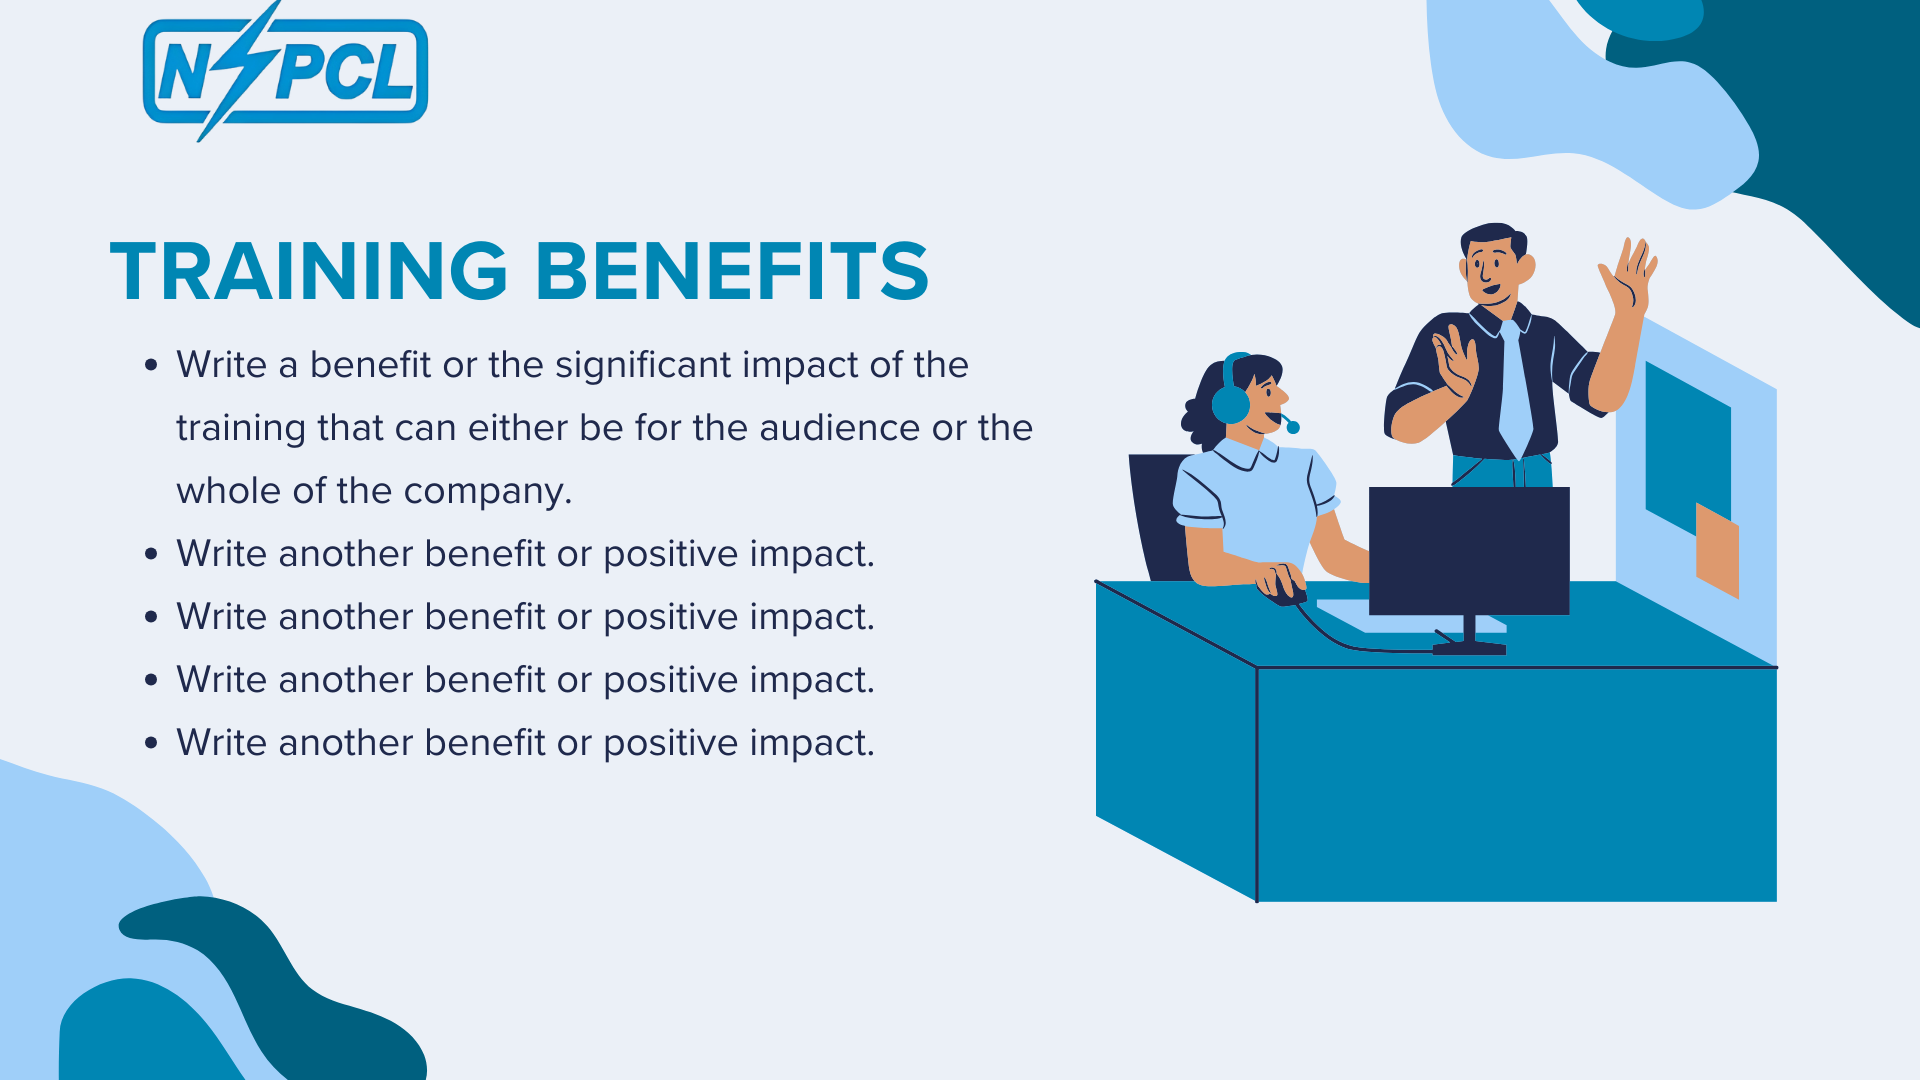 NSPCL
TRAINING BENEFITS
• Write a benefit or the significant impact of the
training that can either be for the audience or the
whole of the company.
• Write another benefit or positive impact.
• Write another benefit or positive impact.
• Write another benefit or positive impact.
• Write another benefit or positive impact.